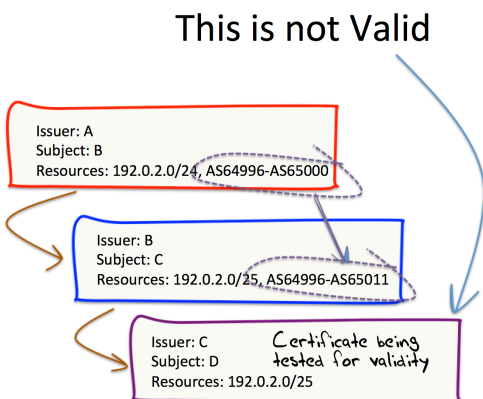 This is not Valid
Issuer: A
Subject: B
Resources: 192.0.2.0/24, AS64996-AS65000
Issuer: B
Subject: C
Resources: 192.0.2.0/25, AS64996-AS65011
Issuer: C
Subject: D
Resources: 192.0.2.0/25
Certificate being
tested for validity